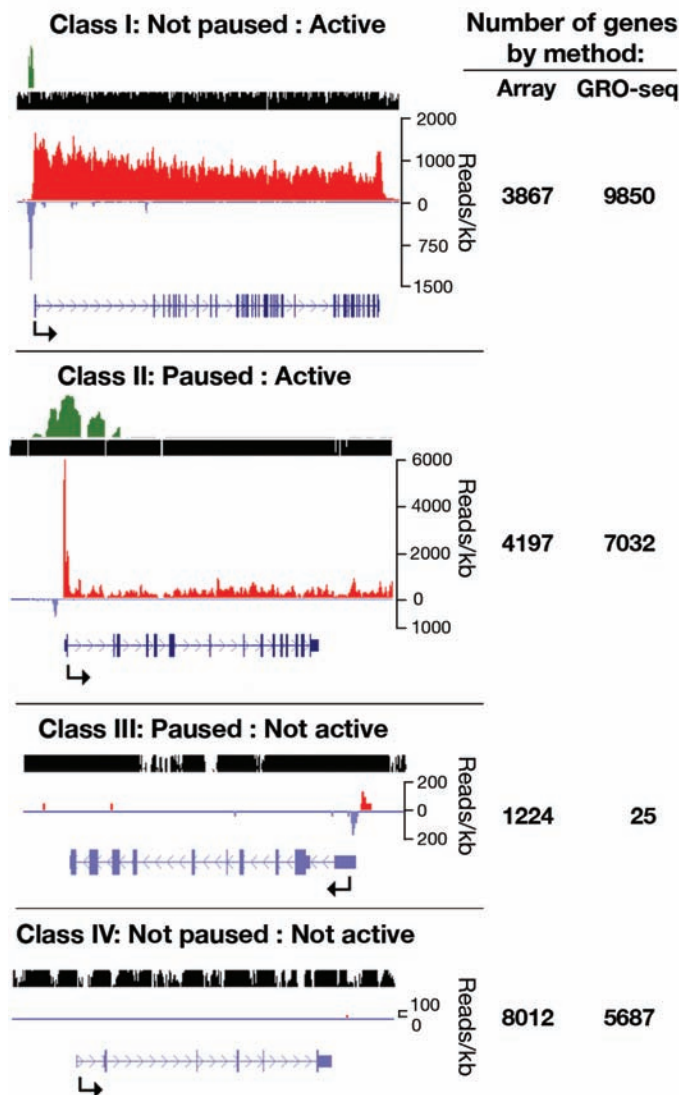 Class I: Not paused : Active
Number of genes
by method:
Array GRO-seq
2000
1000
0
750
1500
Reads/kb
3867 9850
Class II: Paused : Active
6000
4000
2000
0
1000
Reads/kb
4197 7032
Class III: Paused : Not active
200
0
200
Reads/kb
1224 25
Class IV: Not paused : Not active
100
0
Reads/kb
8012 5687